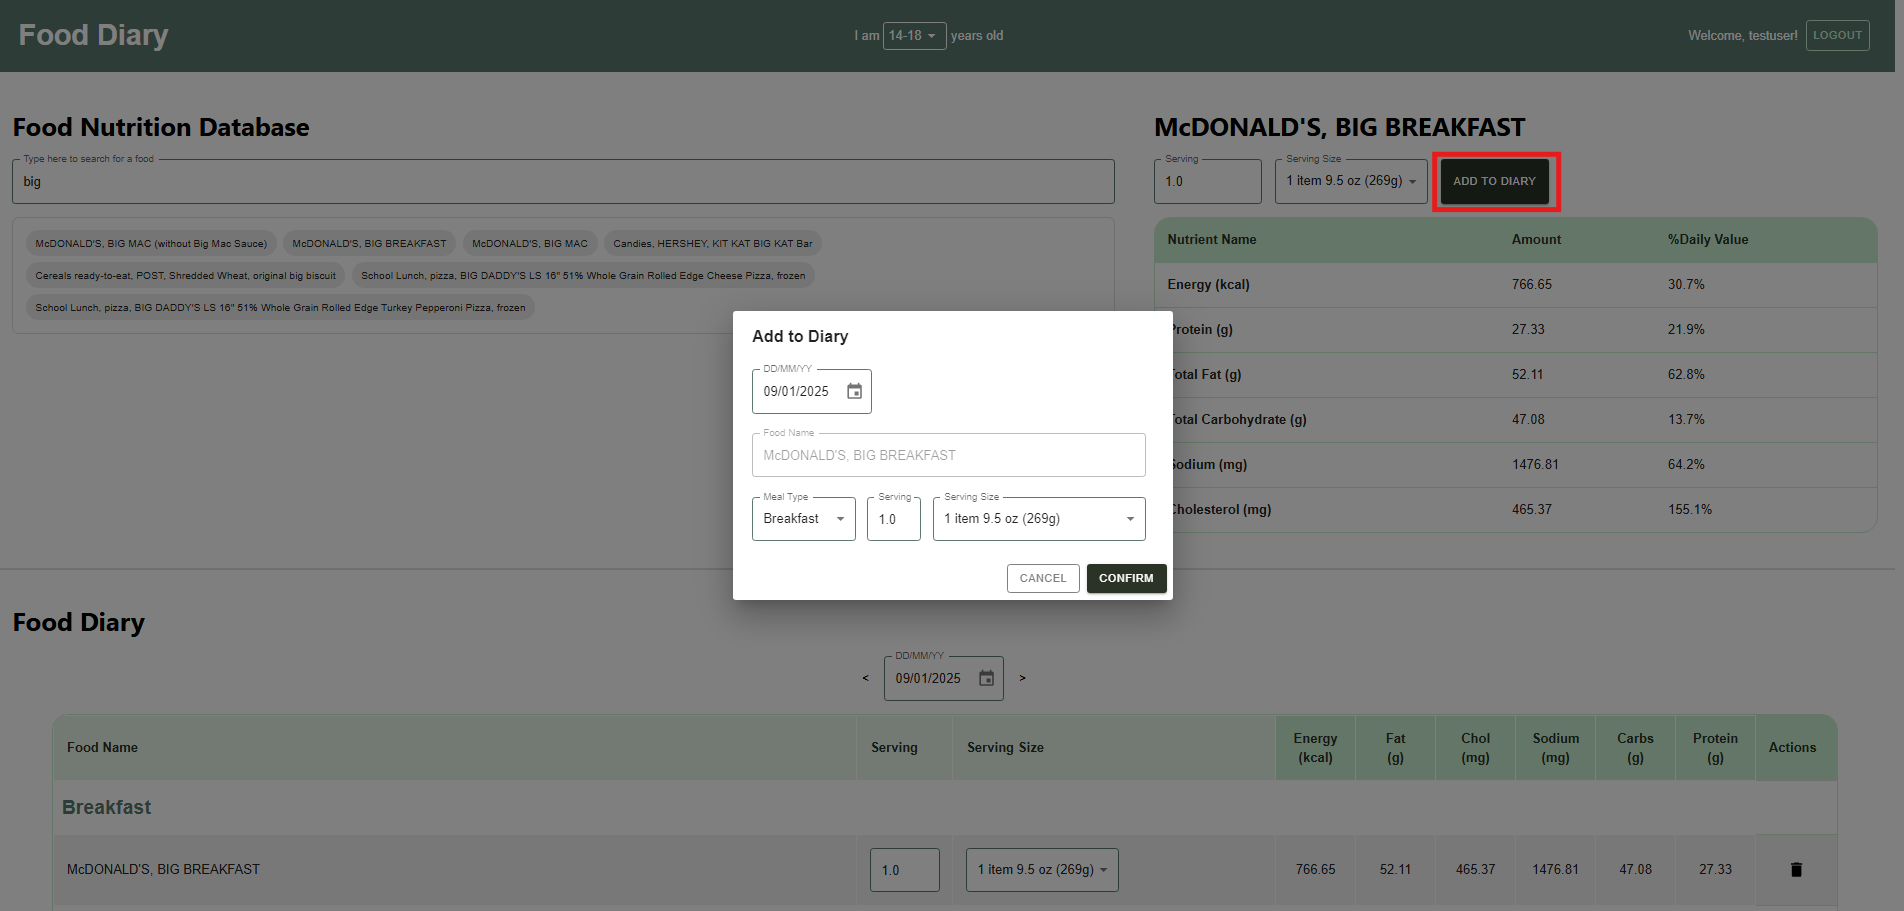 Food Diary
I am 14-18 years old
Welcome, testuser! LOGOUT
Food Nutrition Database
Type here to search for a food
big
McDONALD'S, BIG MAC (without Big Mac Sauce) McDONALD'S, BIG BREAKFAST McDONALD'S, BIG MAC Candies, HERSHEY, KIT KAT BIG KAT Bar
Cereals ready-to-eat, POST, Shredded Wheat, original big biscuit School Lunch, pizza, BIG DADDY'S LS 16" 51% Whole Grain Rolled Edge Cheese Pizza, frozen
School Lunch, pizza, BIG DADDY'S LS 16" 51% Whole Grain Rolled Edge Turkey Pepperoni Pizza, frozen
McDONALD'S, BIG BREAKFAST
Serving Serving Size
1.0 1 item 9.5 oz (269g) ADD TO DIARY
Nutrient Name Amount %Daily Value
Energy (kcal) 766.65 30.7%
Protein (g) 27.33 21.9%
Total Fat (g) 52.11 62.8%
Total Carbohydrate (g) 47.08 13.7%
Sodium (mg) 1476.81 64.2%
Cholesterol (mg) 465.37 155.1%
Add to Diary
DD/MM/YY
09/01/2025
Food Name
McDONALD'S, BIG BREAKFAST
Meal Type Serving Serving Size
Breakfast 1.0 1 item 9.5 oz (269g)
CANCEL CONFIRM
Food Diary
DD/MM/YY
< 09/01/2025 >
Food Name Serving Serving Size Energy (kcal) Fat (g) Chol (mg) Sodium (mg) Carbs (g) Protein (g) Actions
Breakfast
McDONALD'S, BIG BREAKFAST 1.0 1 item 9.5 oz (269g) 766.65 52.11 465.37 1476.81 47.08 27.33